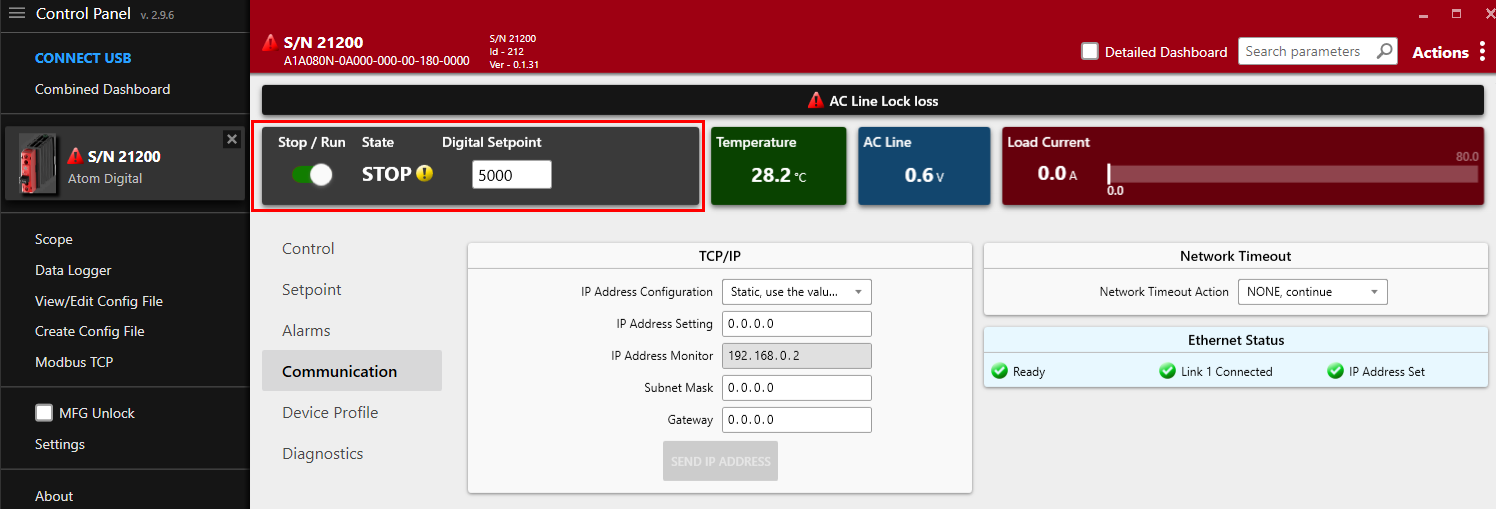 Control Panel v. 2.9.6
CONNECT USB
Combined Dashboard
S/N 21200
Atom Digital
Scope
Data Logger
View/Edit Config File
Create Config File
Modbus TCP
MFG Unlock
Settings
About
S/N 21200
A1A080N-0A000-000-00-180-0000
S/N 21200
Id - 212
Ver - 0.1.31
Detailed Dashboard
Search parameters
Actions
AC Line Lock loss
Stop / Run State Digital Setpoint
STOP 5000
Temperature
28.2 °C
AC Line
0.6 V
Load Current
80.0
0.0 A
0.0
Control
Setpoint
Alarms
Communication
Device Profile
Diagnostics
TCP/IP
IP Address Configuration Static, use the valu...
IP Address Setting 0.0.0.0
IP Address Monitor 192.168.0.2
Subnet Mask 0.0.0.0
Gateway 0.0.0.0
SEND IP ADDRESS
Network Timeout
Network Timeout Action NONE, continue
Ethernet Status
Ready Link 1 Connected IP Address Set